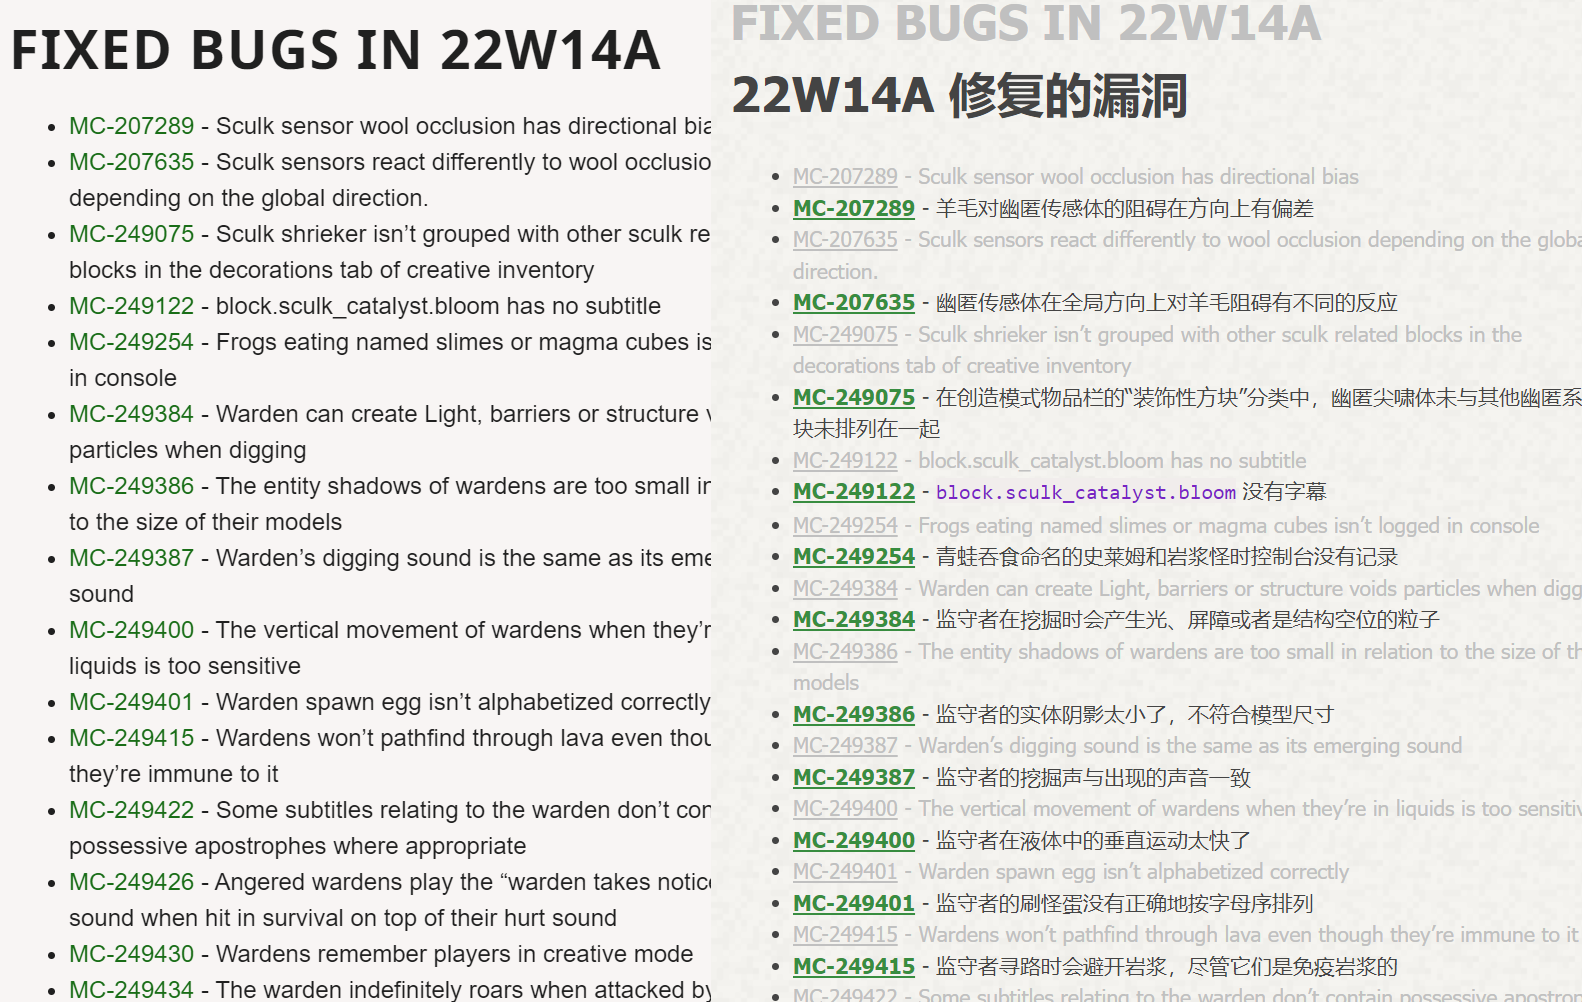 FIXED BUGS IN 22W14A
MC-207289 - Sculk sensor wool occlusion has directional
MC-207635 - Sculk sensors react differently to wool
depending on the global direction.
MC-249075 - Sculk shrieker isn’t grouped with other sculk
blocks in the decorations tab of creative inventory
MC-249122 - block.sculk_catalyst.bloom has no subtitle
MC-249254 - Frogs eating named slimes or magma cubes
in console
MC-249384 - Warden can create Light, barriers or structure
particles when digging
MC-249386 - The entity shadows of wardens are too small
to the size of their models
MC-249387 - Warden’s digging sound is the same as its
sound
MC-249400 - The vertical movement of wardens when
liquids is too sensitive
MC-249401 - Warden spawn egg isn’t alphabetized correctly
MC-249415 - Wardens won’t pathfind through lava even
they’re immune to it
MC-249422 - Some subtitles relating to the warden don’t
possessive apostrophes where appropriate
MC-249426 - Angered wardens play the “warden takes
sound when hit in survival on top of their hurt sound
MC-249430 - Wardens remember players in creative mode
MC-249434 - The warden indefinitely roars when attacked by
FIXED BUGS IN 22W14A
22W14A 修复的漏洞
MC-207289 - Sculk sensor wool occlusion has directional bias
MC-207289 - 羊毛对幽匿传感体的阻碍在方向上有偏差
MC-207635 - Sculk sensors react differently to wool occlusion depending on the
direction.
MC-207635 - 幽匿传感体在全局方向上对羊毛阻碍有不同的反应
MC-249075 - Sculk shrieker isn’t grouped with other sculk related blocks in the
decorations tab of creative inventory
MC-249075 - 在创造模式物品栏的“装饰性方块”分类中，幽匿尖啸体未与其他幽匿系
块未排列在一起
MC-249122 - block.sculk_catalyst.bloom has no subtitle
MC-249122 - block.sculk_catalyst.bloom 没有字幕
MC-249254 - Frogs eating named slimes or magma cubes isn’t logged in console
MC-249254 - 青蛙吞食命名的史莱姆和岩浆怪时控制台没有记录
MC-249384 - Warden can create Light, barriers or structure voids particles when
MC-249384 - 监守者在挖掘时会产生光、屏障或者是结构空位的粒子
MC-249386 - The entity shadows of wardens are too small in relation to the size of
models
MC-249386 - 监守者的实体阴影太小了，不符合模型尺寸
MC-249387 - Warden’s digging sound is the same as its emerging sound
MC-249387 - 监守者的挖掘声与出现的声音一致
MC-249400 - The vertical movement of wardens when they’re in liquids is too
MC-249400 - 监守者在液体中的垂直运动太快了
MC-249401 - Warden spawn egg isn’t alphabetized correctly
MC-249401 - 监守者的刷怪蛋没有正确地按字母序排列
MC-249415 - Wardens won’t pathfind through lava even though they’re immune to it
MC-249415 - 监守者寻路时会避开岩浆，尽管它们是免疫岩浆的
MC-249422 - Some subtitles relating to the warden don’t contain possessive